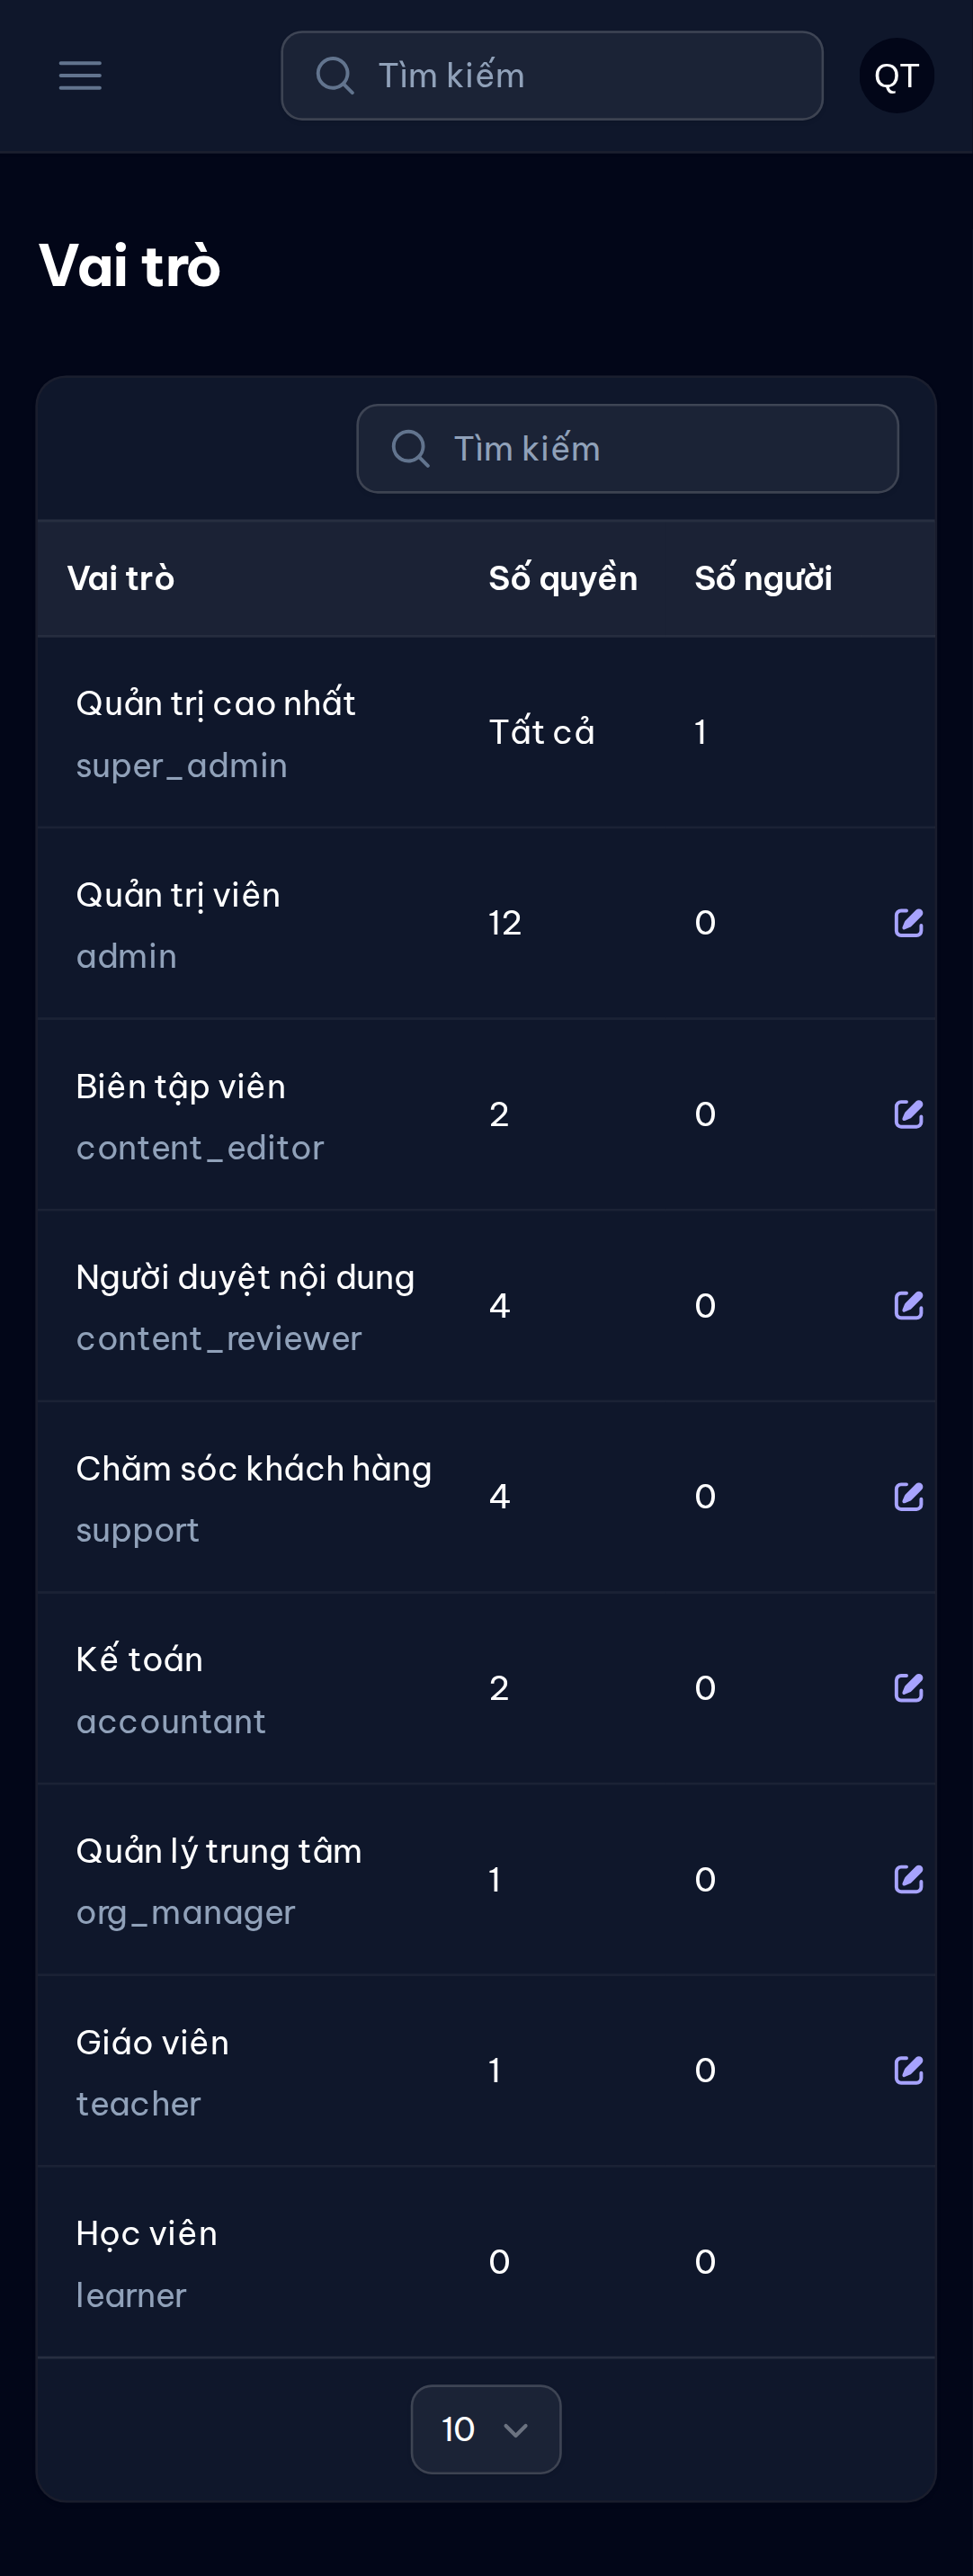 Tìm kiếm
QT
Vai trò
Tìm kiếm
Vai trò Số quyền Số người
Quản trị cao nhất
super_admin
Tất cả 1
Quản trị viên
admin
12 0
Biên tập viên
content_editor
2 0
Người duyệt nội dung
content_reviewer
4 0
Chăm sóc khách hàng
support
4 0
Kế toán
accountant
2 0
Quản lý trung tâm
org_manager
1 0
Giáo viên
teacher
1 0
Học viên
learner
0 0
10